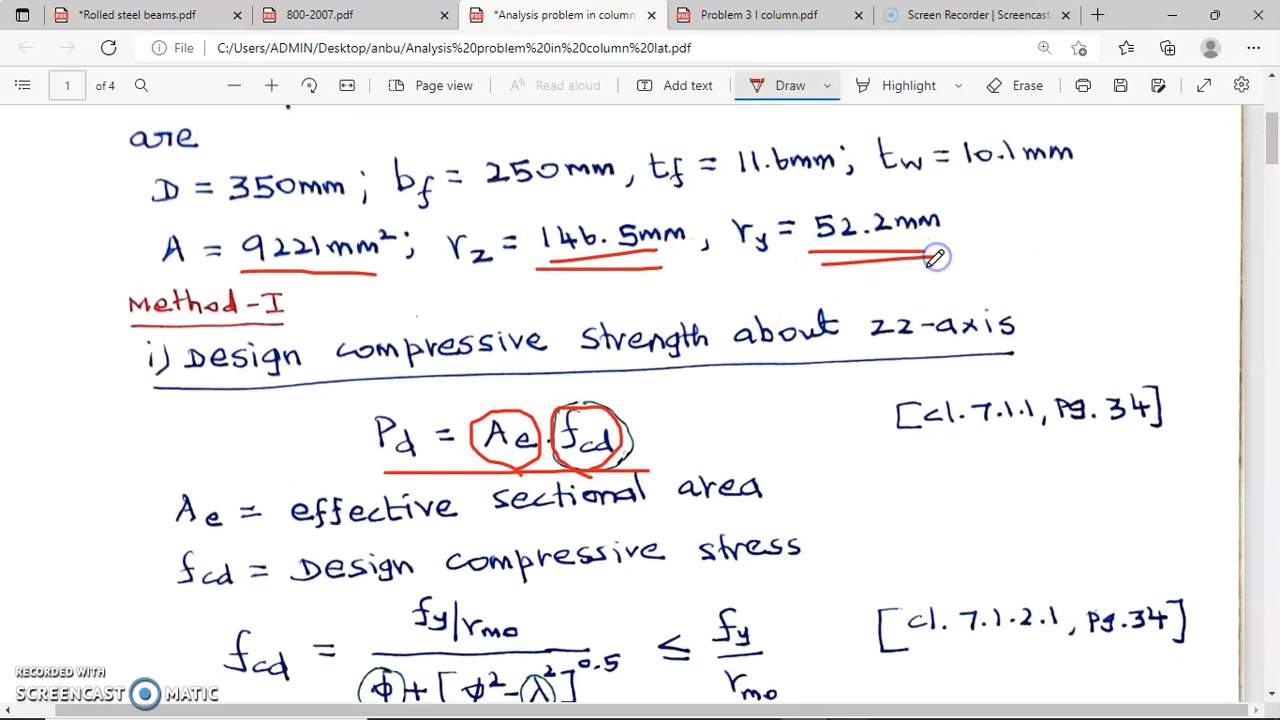 *Rolled steel beams.pdf
800-2007.pdf
*Analysis problem in column
Problem 3 I column.pdf
Screen Recorder | Screencast
File
C:/Users/ADMIN/Desktop/anbu/Analysis%20problem%20in%20column%20lat.pdf
1 of 4
Page view
Read aloud
Add text
Draw
Highlight
Erase
are
D = 350mm; bf = 250mm, tf = 11.6mm; tw = 10.1mm
A = 9221mm²; rz = 146.5mm, ry = 52.2mm
Method-I
i) Design compressive strength about zz-axis
Pd = Ae.fcd
[cl.7.1.1, Pg.34]
Ae = effective sectional area
fcd = Design compressive stress
fcd = fy/rmo / ϕ+[ϕ²-λ²]^0.5 ≤ fy/rmo
[cl. 7.1.2.1, Pg.34]
RECORDED WITH
SCREENCAST MATIC